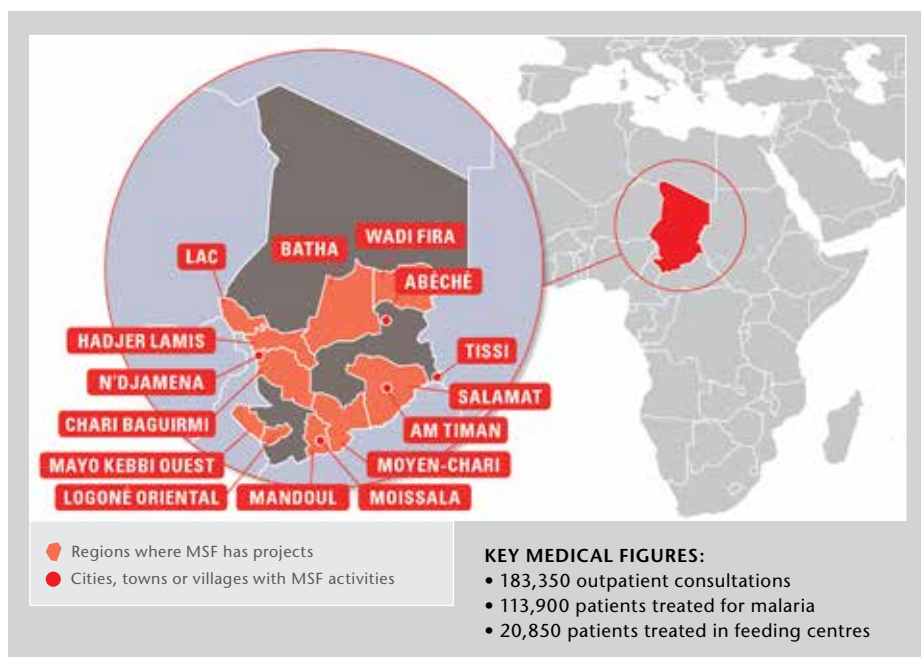 WADI FIRA
BATHA
LAC
ABÉCHÉ
HADJER LAMIS
TISSI
N'DJAMENA
SALAMAT
CHARI BAGUIRMI
AM TIMAN
MAYO KEBBI OUEST
MOYEN-CHARI
LOGONÉ ORIENTAL
MANDOUL
MOISSALA
Regions where MSF has projects
Cities, towns or villages with MSF activities
KEY MEDICAL FIGURES:
• 183,350 outpatient consultations
• 113,900 patients treated for malaria
• 20,850 patients treated in feeding centres